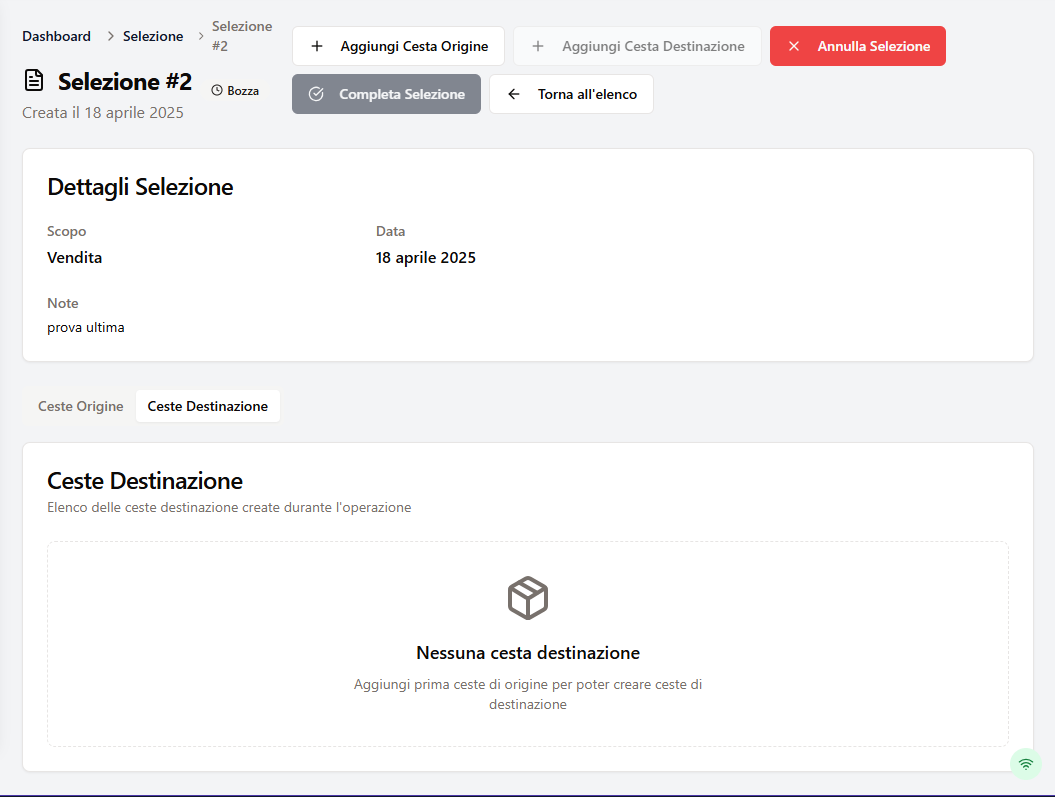 Dashboard > Selezione > Selezione #2
Selezione #2
Bozza
Creata il 18 aprile 2025
Aggiungi Cesta Origine
Aggiungi Cesta Destinazione
Annulla Selezione
Completa Selezione
Torna all'elenco
Dettagli Selezione
Scopo
Vendita
Data
18 aprile 2025
Note
prova ultima
Ceste Origine
Ceste Destinazione
Ceste Destinazione
Elenco delle ceste destinazione create durante l'operazione
Nessuna cesta destinazione
Aggiungi prima ceste di origine per poter creare ceste di
destinazione